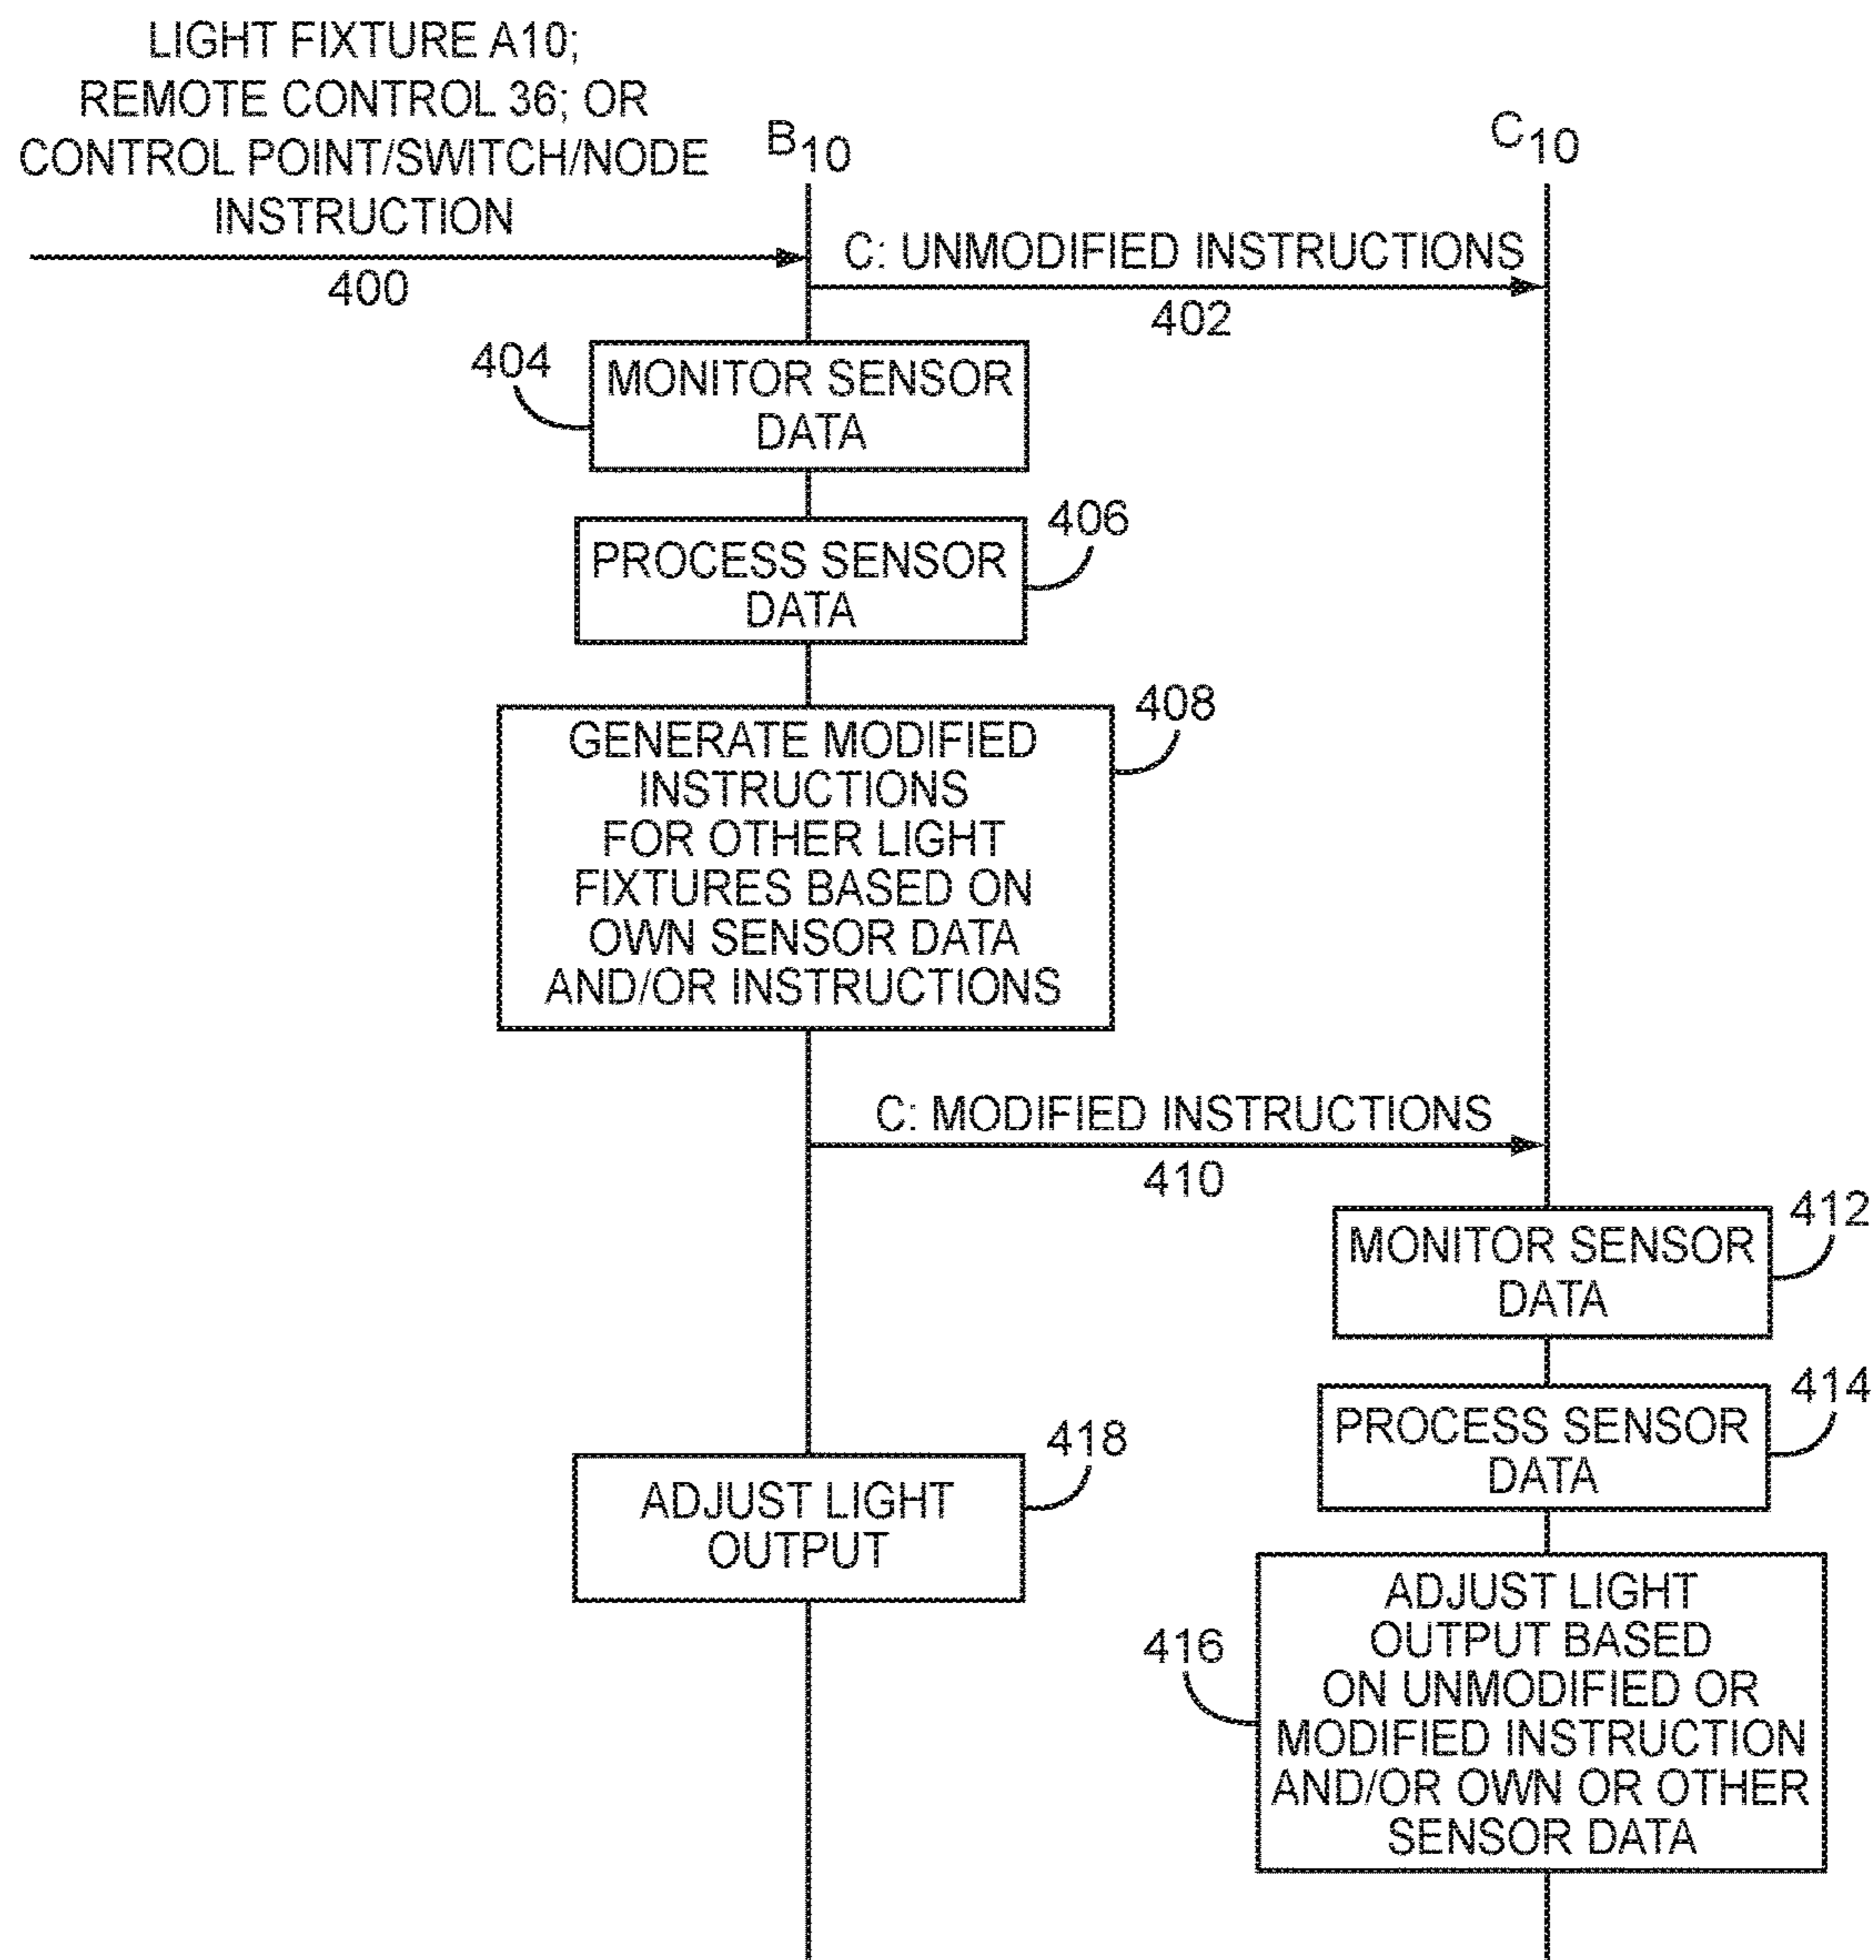 LIGHT FIXTURE A10;
REMOTE CONTROL 36; OR
CONTROL POINT/SWITCH/NODE
INSTRUCTION
400
B10
C10
C: UNMODIFIED INSTRUCTIONS
402
404
MONITOR SENSOR
DATA
406
PROCESS SENSOR
DATA
408
GENERATE MODIFIED
INSTRUCTIONS
FOR OTHER LIGHT
FIXTURES BASED ON
OWN SENSOR DATA
AND/OR INSTRUCTIONS
C: MODIFIED INSTRUCTIONS
410
412
MONITOR SENSOR
DATA
414
PROCESS SENSOR
DATA
418
ADJUST LIGHT
OUTPUT
416
ADJUST LIGHT
OUTPUT BASED
ON UNMODIFIED OR
MODIFIED INSTRUCTION
AND/OR OWN OR OTHER
SENSOR DATA